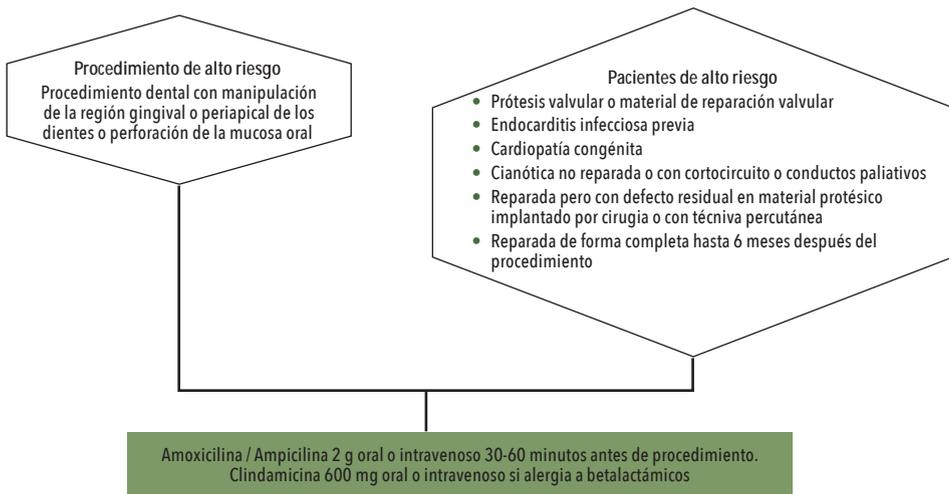 Procedimiento de alto riesgo
Procedimiento dental con manipulación
de la región gingival o periapical de los
dientes o perforación de la mucosa oral
Pacientes de alto riesgo
• Prótesis valvular o material de reparación valvular
• Endocarditis infecciosa previa
• Cardiopatía congénita
• Cianótica no reparada o con cortocircuito o conductos paliativos
• Reparada pero con defecto residual en material protésico
implantado por cirugia o con técniva percutánea
• Reparada de forma completa hasta 6 meses después del
procedimiento
Amoxicilina / Ampicilina 2 g oral o intravenoso 30-60 minutos antes de procedimiento.
Clindamicina 600 mg oral o intravenoso si alergia a betalactámicos